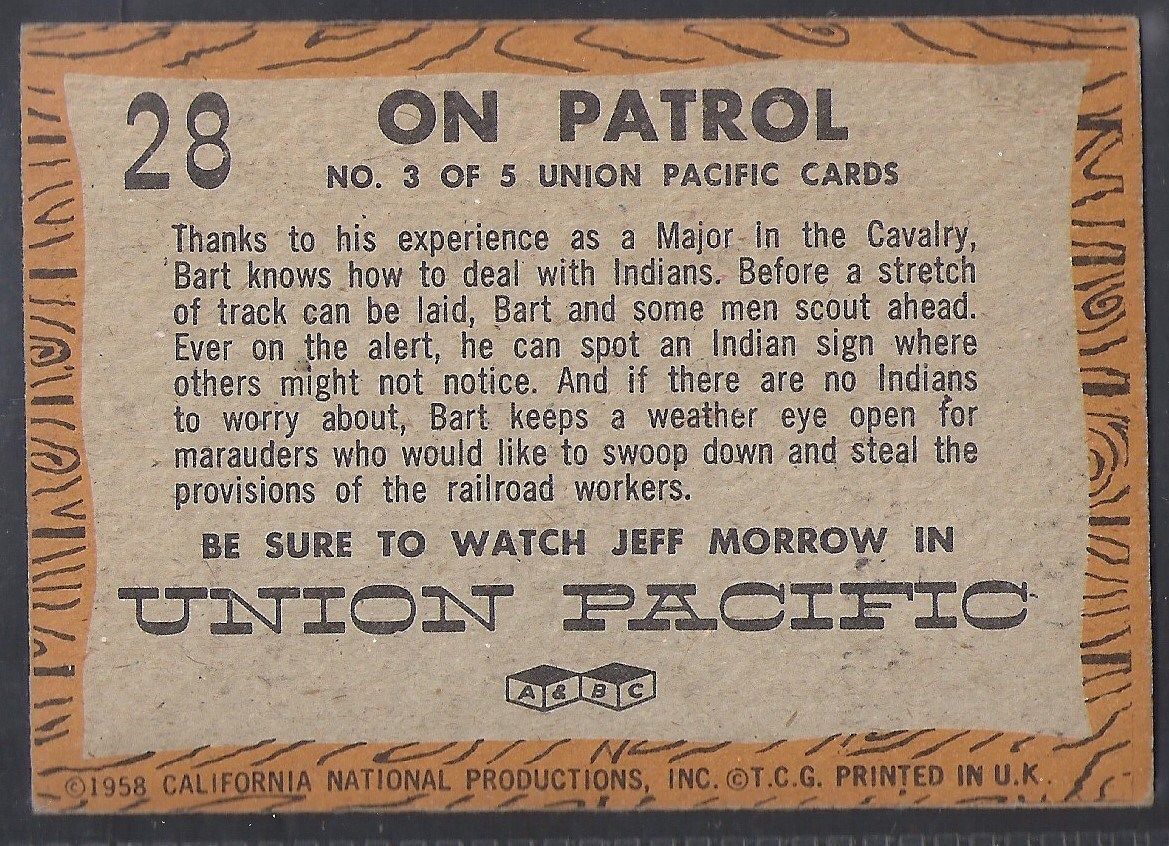 28
ON PATROL
NO. 3 OF 5 UNION PACIFIC CARDS
Thanks to his experience as a Major in the Cavalry,
Bart knows how to deal with Indians. Before a stretch
of track can be laid, Bart and some men scout ahead.
Ever on the alert, he can spot an Indian sign where
others might not notice. And if there are no Indians
to worry about, Bart keeps a weather eye open for
marauders who would like to swoop down and steal the
provisions of the railroad workers.
BE SURE TO WATCH JEFF MORROW IN
UNION PACIFIC
A & B C
©1958 CALIFORNIA NATIONAL PRODUCTIONS, INC. ©T.C.G. PRINTED IN U.K.